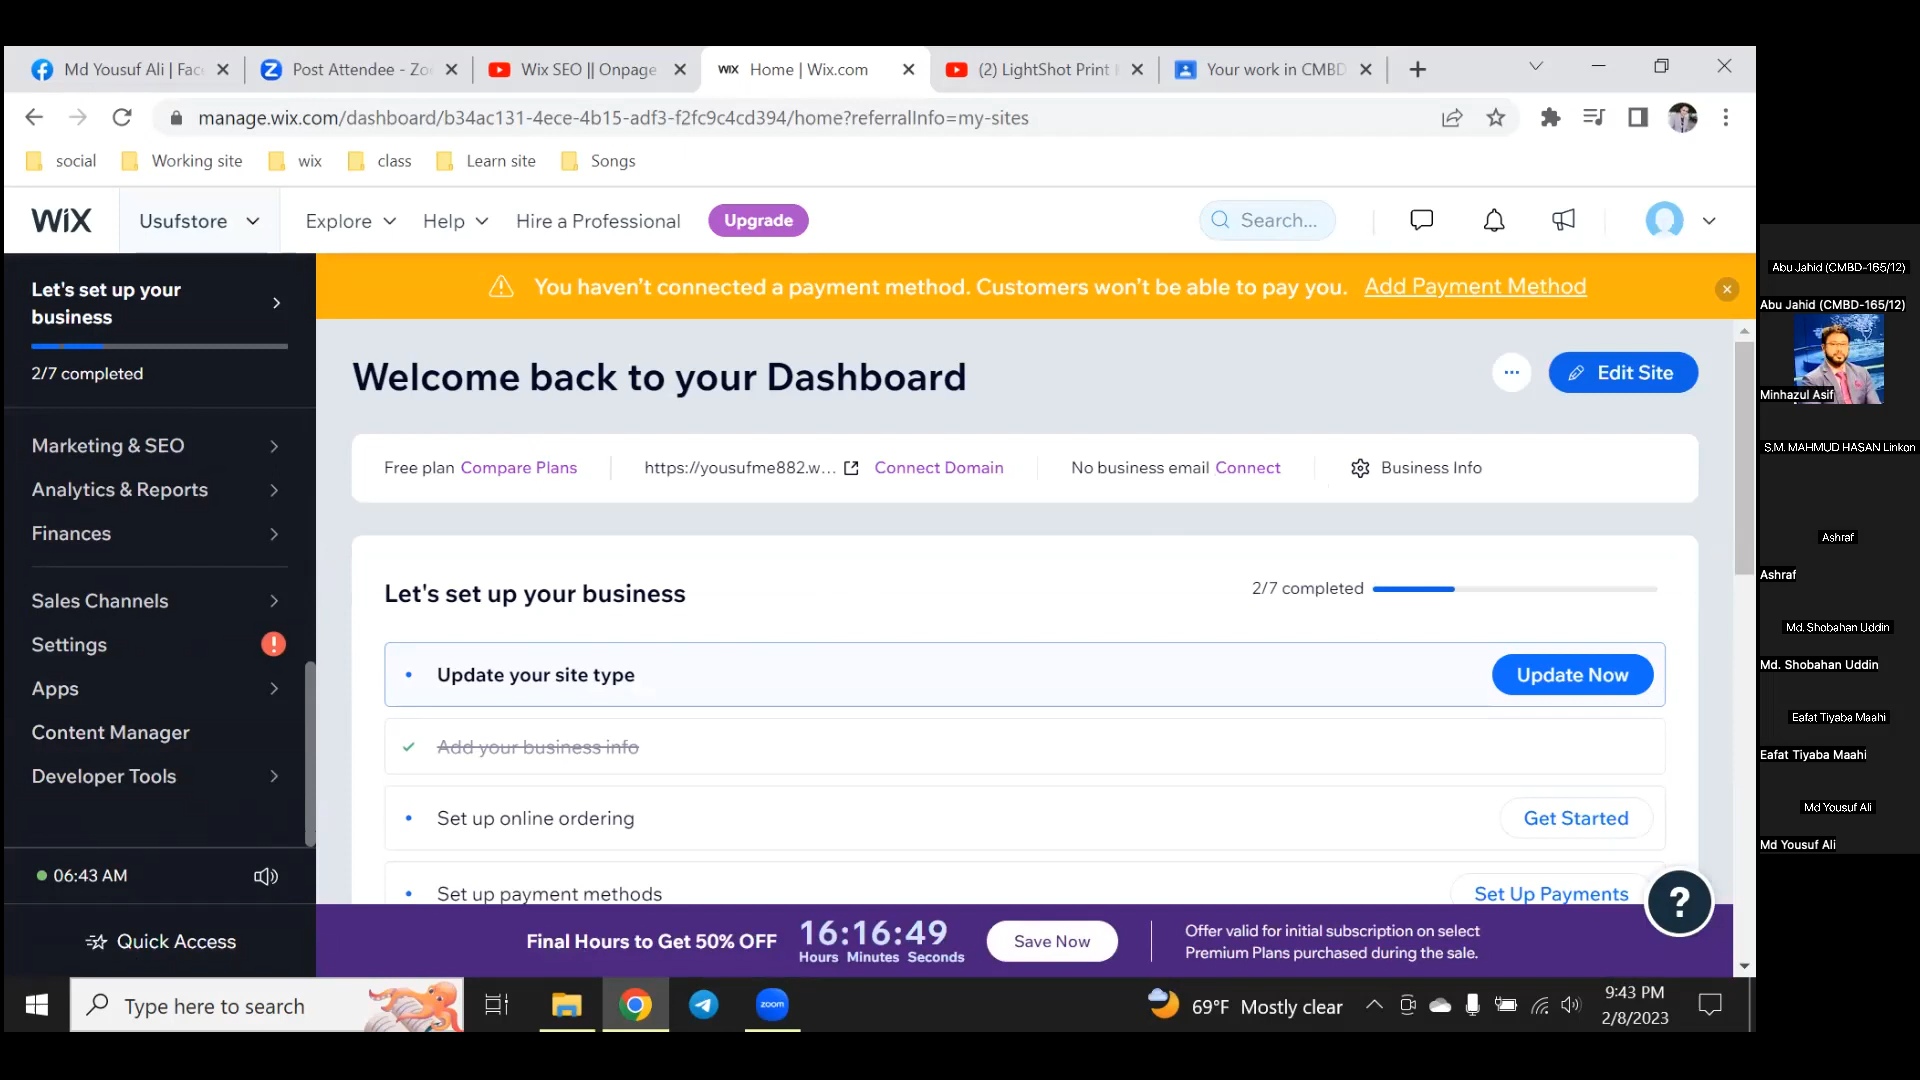 Md Yousuf Ali | Fac
Post Attendee - Zo
Wix SEO || Onpage
WIX Home | Wix.com
(2) LightShot Print
Your work in CMBD
manage.wix.com/dashboard/b34ac131-4ece-4b15-adf3-f2fc9c4cd394/home?referralInfo=my-sites
social
Working site
wix
class
Learn site
Songs
WiX
Usufstore
Explore
Help
Hire a Professional
Upgrade
Search...
Let's set up your
business
2/7 completed
Marketing & SEO
Analytics & Reports
Finances
Sales Channels
Settings
!
Apps
Content Manager
Developer Tools
06:43 AM
Quick Access
You haven't connected a payment method. Customers won't be able to pay you. Add Payment Method
Welcome back to your Dashboard
Edit Site
Free plan Compare Plans
https://yousufme882.w... Connect Domain
No business email Connect
Business Info
Let's set up your business
2/7 completed
Update your site type
Update Now
Add your business info
Set up online ordering
Get Started
Set up payment methods
Set Up Payments
?
Final Hours to Get 50% OFF
16:16:49
Hours Minutes Seconds
Save Now
Offer valid for initial subscription on select
Premium Plans purchased during the sale.
Type here to search
zoom
69°F Mostly clear
9:43 PM
2/8/2023
Abu Jahid (CMBD-165/12)
Abu Jahid (CMBD-165/12)
Minhazul Asif
S.M. MAHMUD HASAN Linkon
Ashraf
Ashraf
Md. Shobahan Uddin
Md. Shobahan Uddin
Eafat Tiyaba Maahi
Eafat Tiyaba Maahi
Md Yousuf Ali
Md Yousuf Ali